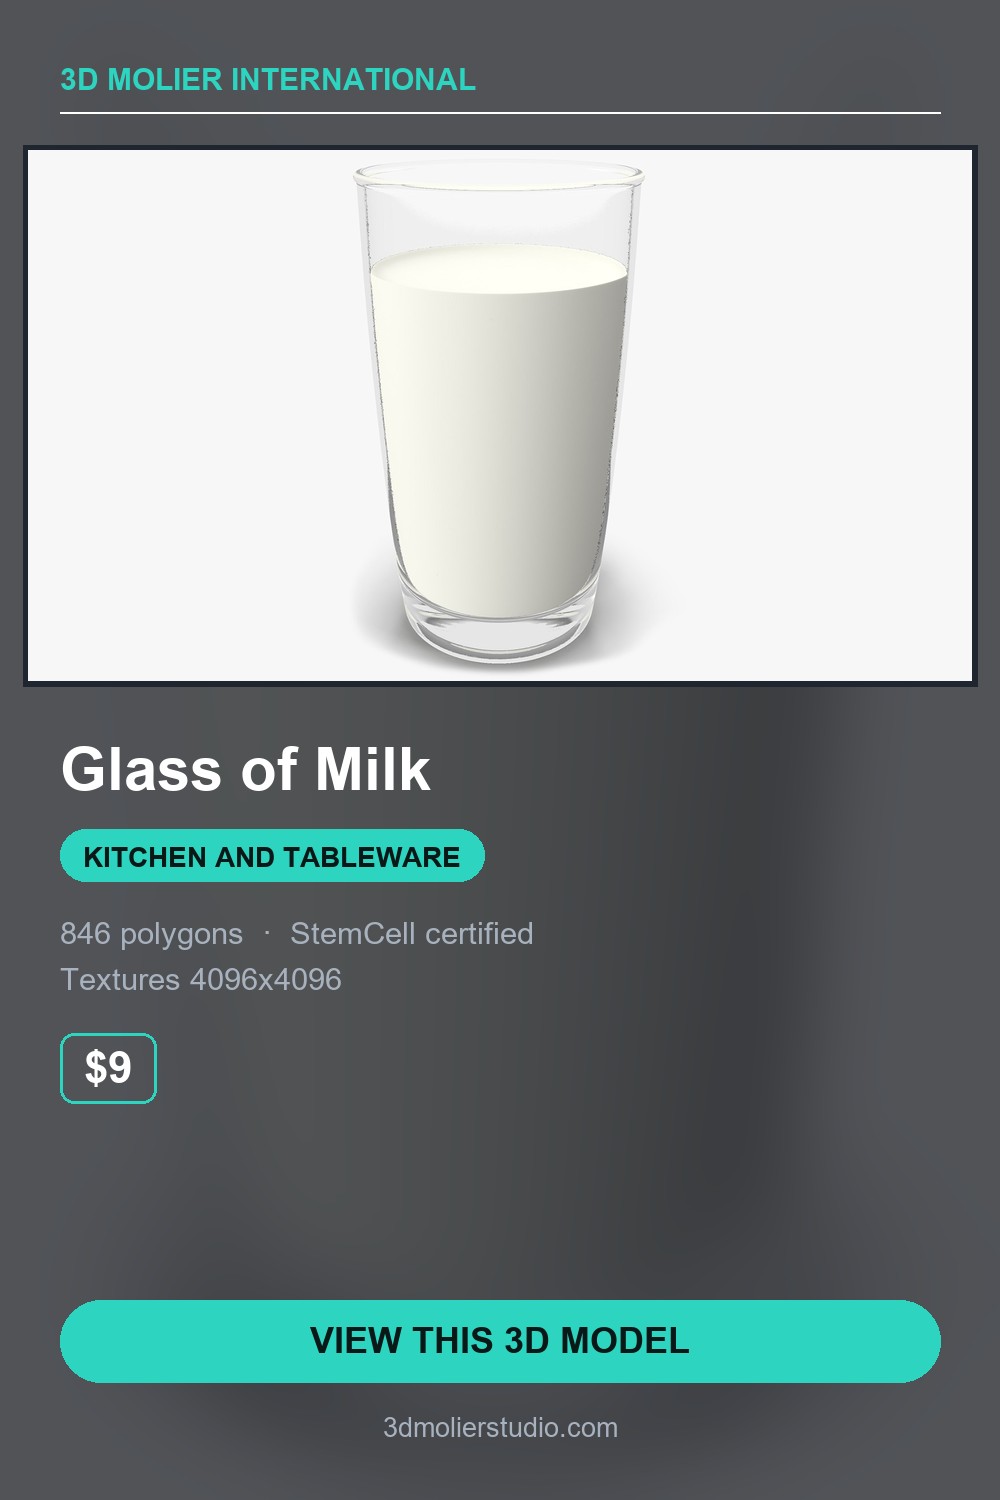 3D MOLIER INTERNATIONAL
Glass of Milk
KITCHEN AND TABLEWARE
846 polygons · StemCell certified
Textures 4096x4096
$9
VIEW THIS 3D MODEL
3dmolierstudio.com